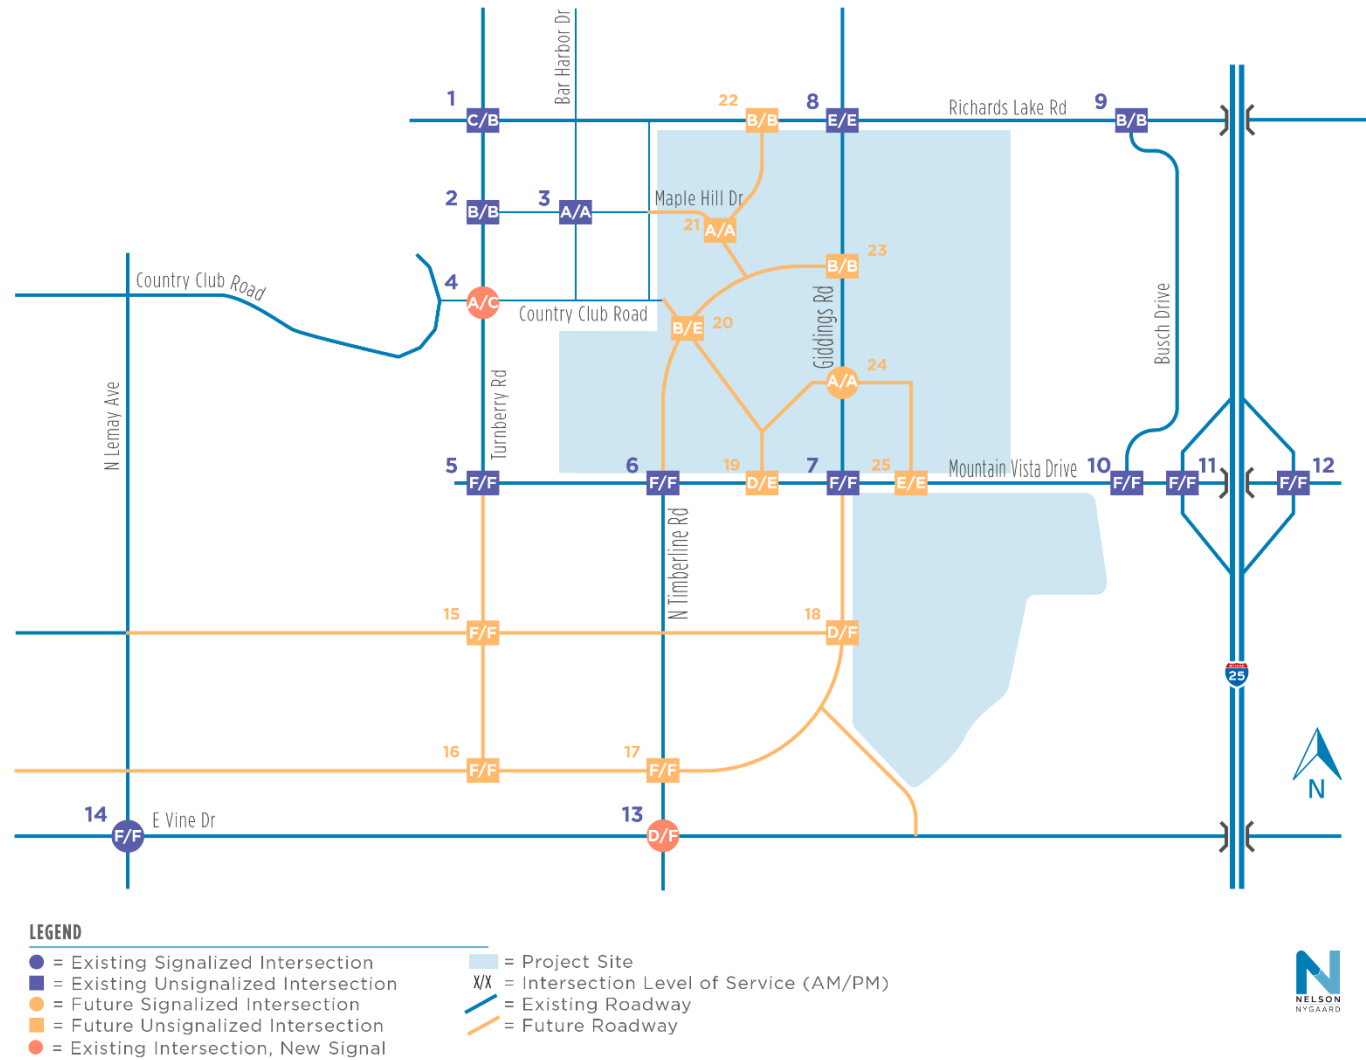 Bar Harbor Dr
1
22
8
9
Richards Lake Rd
C/B
B/B
E/E
B/B
2
3
Maple Hill Dr
B/B
A/A
21
A/A
23
B/B
Country Club Road
4
A/C
Country Club Road
B/E
20
Giddings Rd
Busch Drive
24
A/A
N Lemay Ave
Turnberry Rd
5
6
19
7
25
Mountain Vista Drive
10
11
12
F/F
F/F
D/E
F/F
E/E
F/F
F/F
F/F
N Timberline Rd
15
18
F/F
D/F
25
16
17
F/F
F/F
N
14
E Vine Dr
13
F/F
D/F
LEGEND
= Existing Signalized Intersection
= Existing Unsignalized Intersection
= Future Signalized Intersection
= Future Unsignalized Intersection
= Existing Intersection, New Signal
= Project Site
X/X = Intersection Level of Service (AM/PM)
= Existing Roadway
= Future Roadway
NELSON
NYGAARD